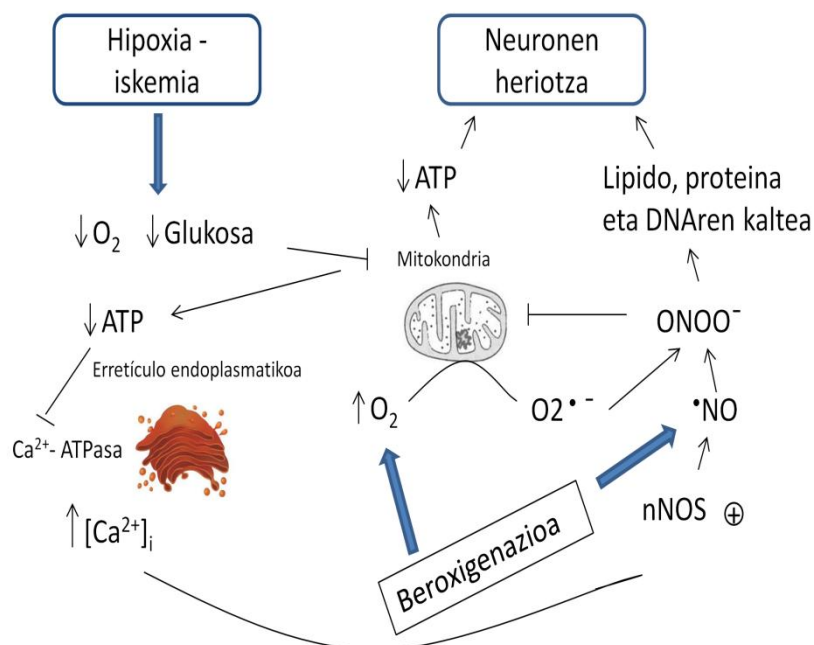 Hipoxia -
iskemia
Neuronen
heriotza
↓O₂ ↓Glukosa
↓ATP
Lipido, proteina
eta DNAren kaltea
Mitokondria
↓ATP
Erretículo endoplasmatikoa
Ca²⁺- ATPasa
↑[Ca²⁺]ᵢ
↑O₂
O2•⁻
ONOO⁻
•NO
nNOS ⊕
Beroxigenazioa